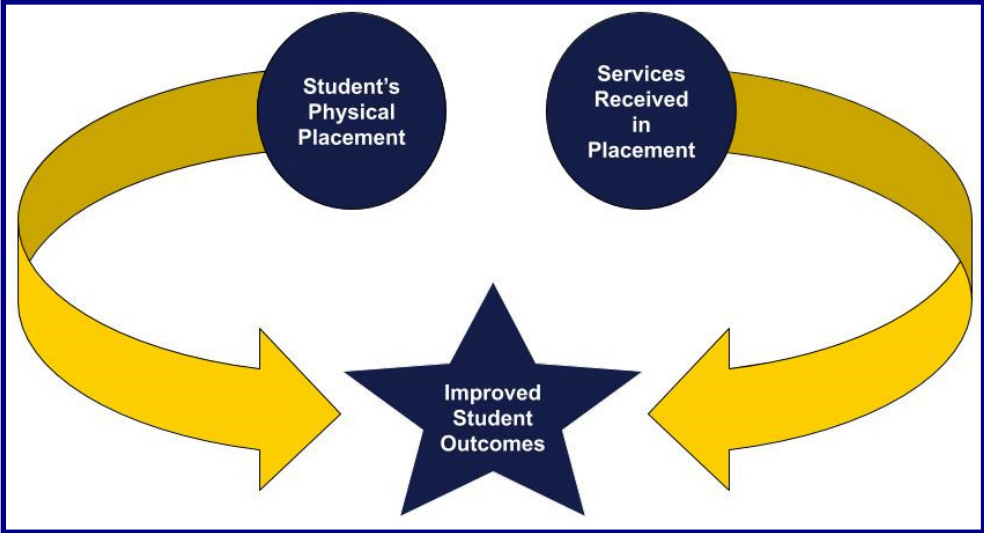 Student’s
Physical
Placement
Services
Received
in
Placement
Improved
Student
Outcomes